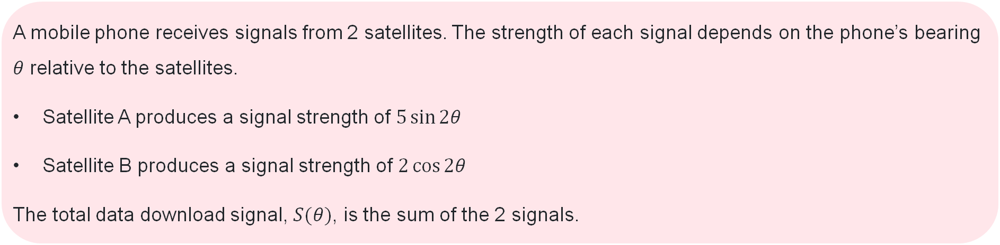 A mobile phone receives signals from 2 satellites. The strength of each signal depends on the phone’s bearing
θ relative to the satellites.
• Satellite A produces a signal strength of 5 sin 2θ
• Satellite B produces a signal strength of 2 cos 2θ
The total data download signal, S(θ), is the sum of the 2 signals.